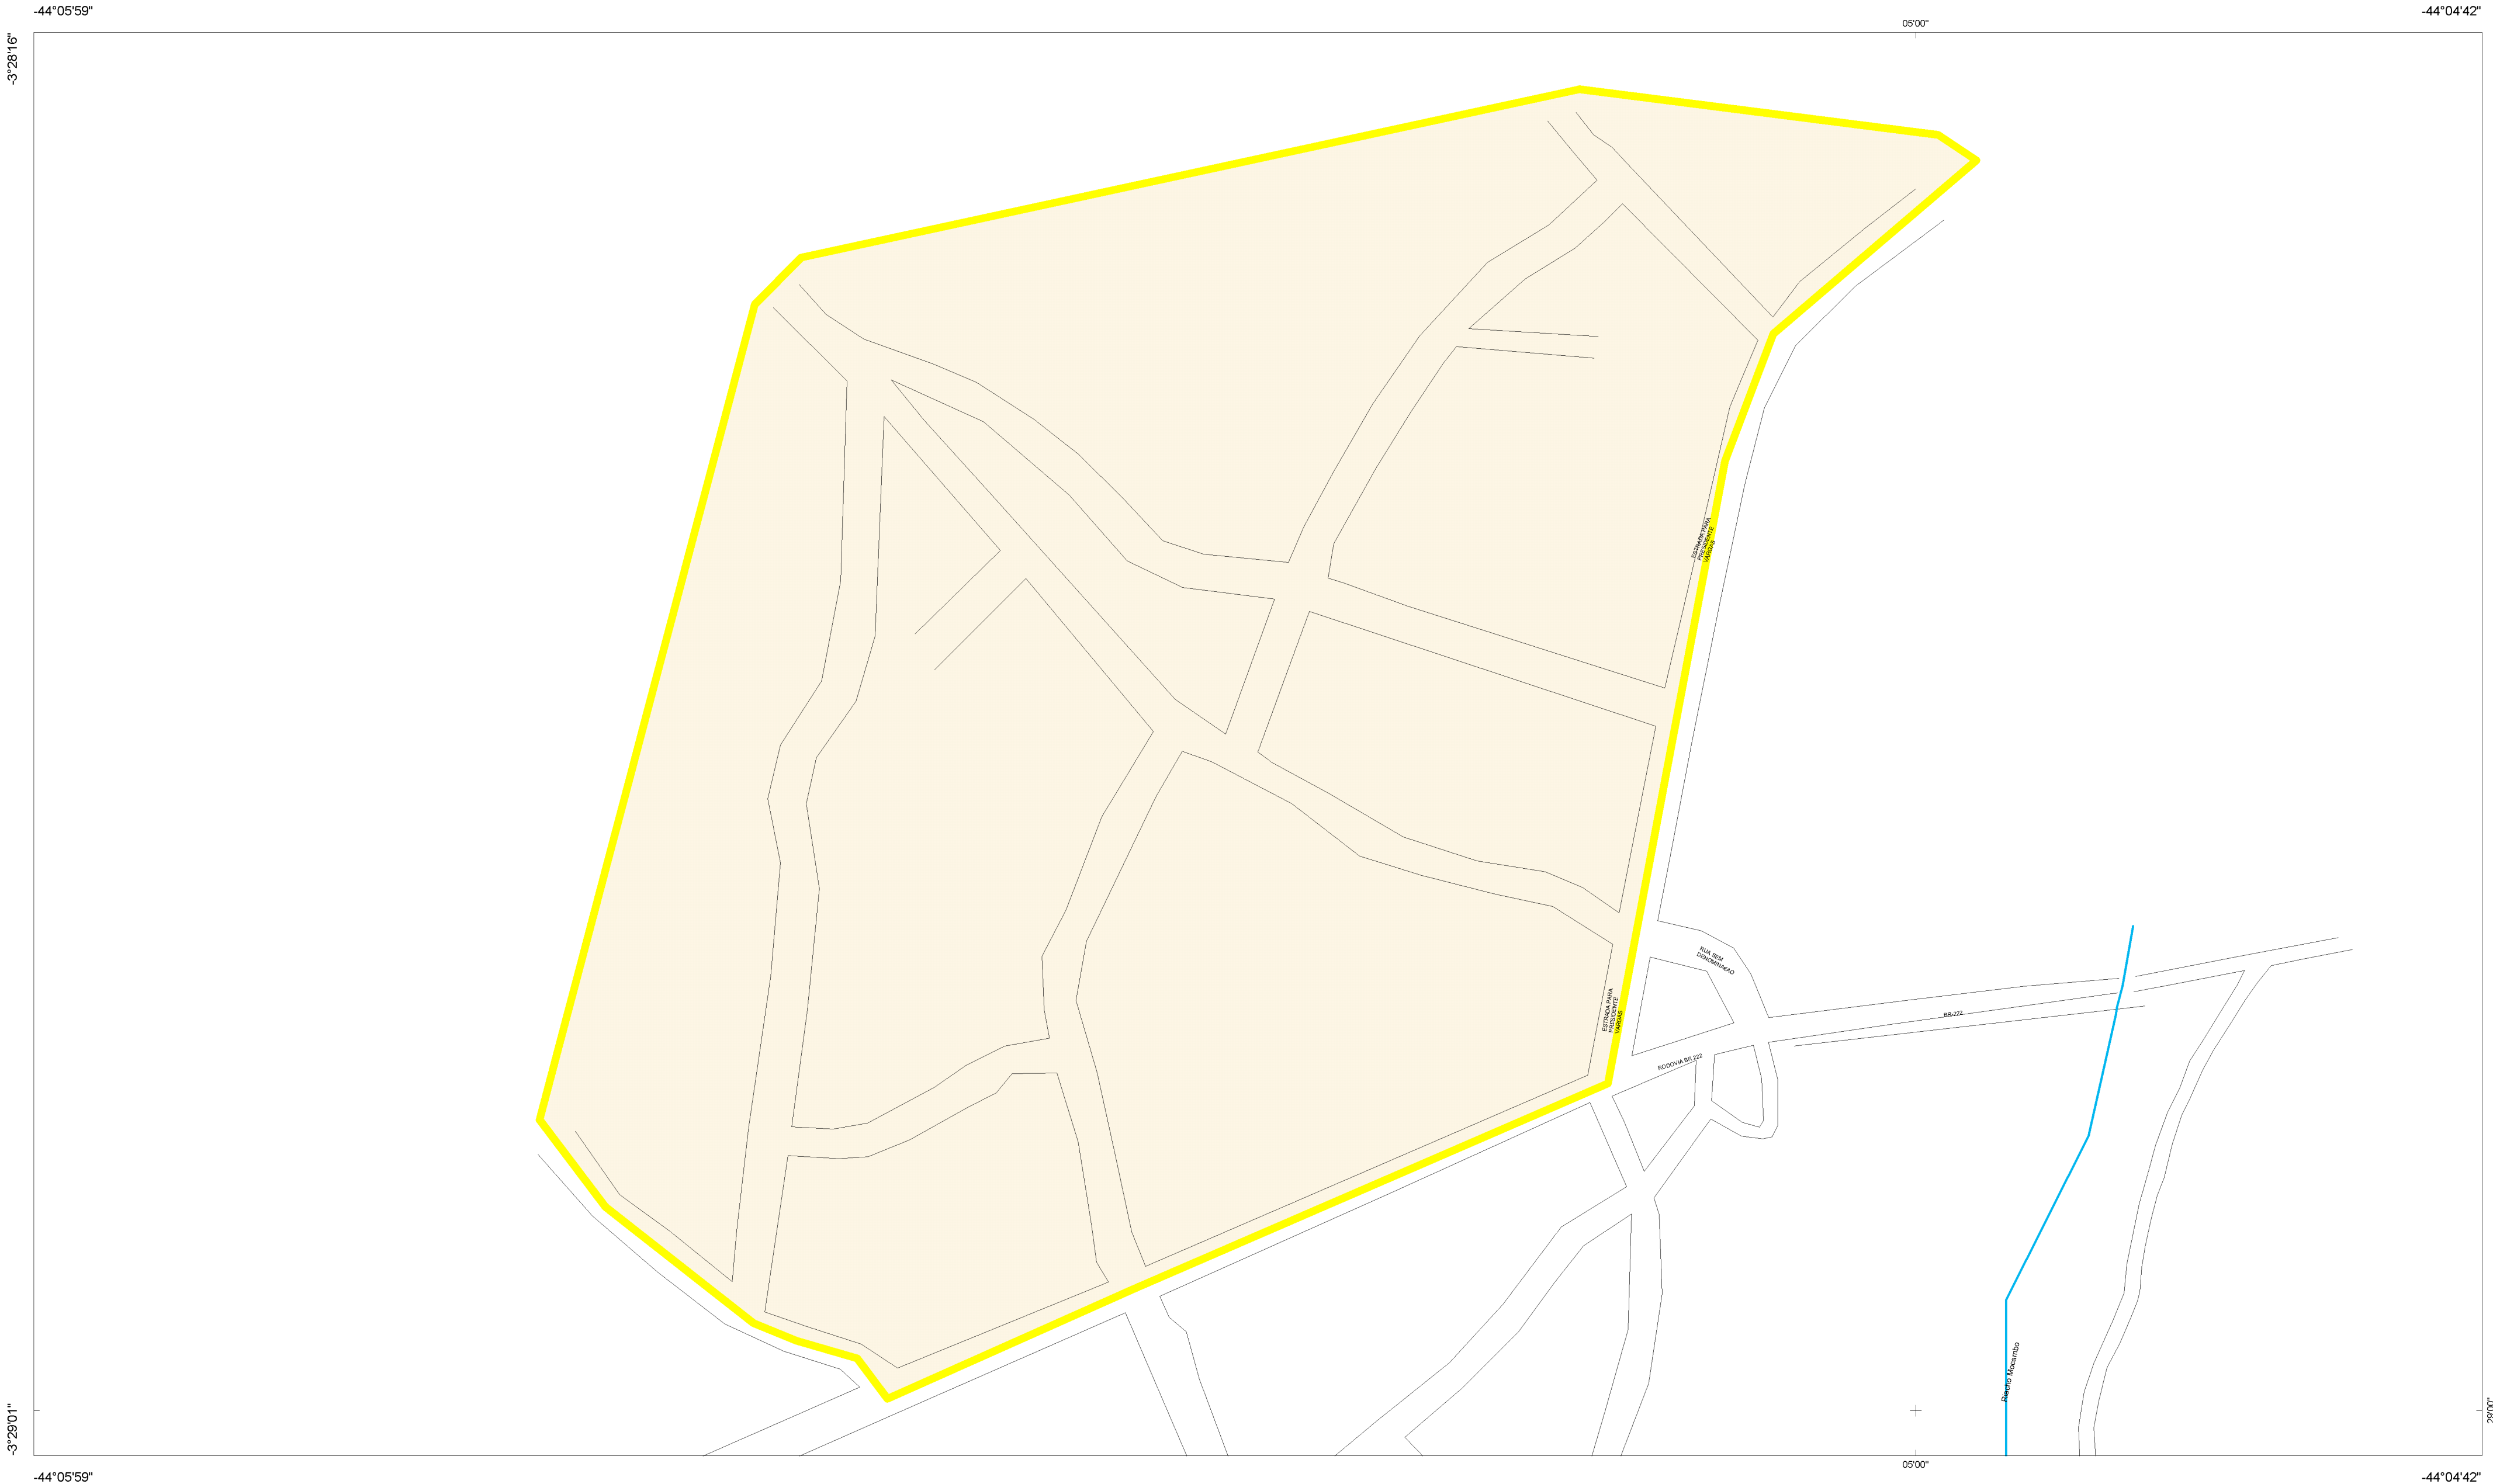 -44°05'59"
-44°04'42"
05'00"
-3°28'16"
ESTRADA PARA
PRESIDENTE
VARGAS
RUA SEM
DENOMINACAO
ESTRADA PARA
PRESIDENTE
VARGAS
BR-222
RODOVIA BR 222
Riacho Mocambo
-3°29'01"
29'00"
05'00"
-44°05'59"
-44°04'42"